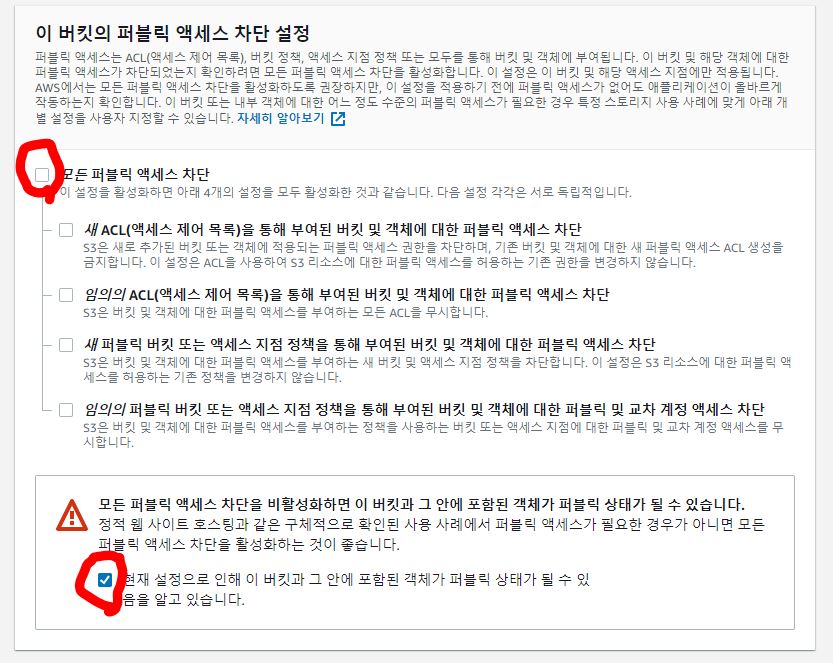 이 버킷의 퍼블릭 액세스 차단 설정
퍼블릭 액세스는 ACL(액세스 제어 목록), 버킷 정책, 액세스 지점 정책 또는 모두를 통해 버킷 및 객체에 부여됩니다. 이 버킷 및 해당 객체에 대한
퍼블릭 액세스가 차단되었는지 확인하려면 모든 퍼블릭 액세스 차단을 활성화합니다. 이 설정은 이 버킷 및 해당 액세스 지점에만 적용됩니다.
AWS에서는 모든 퍼블릭 액세스 차단을 활성화하도록 권장하지만, 이 설정을 적용하기 전에 퍼블릭 액세스가 없어도 애플리케이션이 올바르게
작동하는지 확인합니다. 이 버킷 또는 내부 객체에 대한 어느 정도 수준의 퍼블릭 액세스가 필요한 경우 특정 스토리지 사용 사례에 맞게 아래 개
별 설정을 사용자 지정할 수 있습니다. 자세히 알아보기
모든 퍼블릭 액세스 차단
이 설정을 활성화하면 아래 4개의 설정을 모두 활성화한 것과 같습니다. 다음 설정 각각은 서로 독립적입니다.
새 ACL(액세스 제어 목록)을 통해 부여된 버킷 및 객체에 대한 퍼블릭 액세스 차단
S3은 새로 추가된 버킷 또는 객체에 적용되는 퍼블릭 액세스 권한을 차단하며, 기존 버킷 및 객체에 대한 새 퍼블릭 액세스 ACL 생성을
금지합니다. 이 설정은 ACL을 사용하여 S3 리소스에 대한 퍼블릭 액세스를 허용하는 기존 권한을 변경하지 않습니다.
임의의 ACL(액세스 제어 목록)을 통해 부여된 버킷 및 객체에 대한 퍼블릭 액세스 차단
S3은 버킷 및 객체에 대한 퍼블릭 액세스를 부여하는 모든 ACL을 무시합니다.
새 퍼블릭 버킷 또는 액세스 지점 정책을 통해 부여된 버킷 및 객체에 대한 퍼블릭 액세스 차단
S3은 버킷 및 객체에 대한 퍼블릭 액세스를 부여하는 새 버킷 및 액세스 지점 정책을 차단합니다. 이 설정은 S3 리소스에 대한 퍼블릭 액
세스를 허용하는 기존 정책을 변경하지 않습니다.
임의의 퍼블릭 버킷 또는 액세스 지점 정책을 통해 부여된 버킷 및 객체에 대한 퍼블릭 및 교차 계정 액세스 차단
S3은 버킷 및 객체에 대한 퍼블릭 액세스를 부여하는 정책을 사용하는 버킷 또는 액세스 지점에 대한 퍼블릭 및 교차 계정 액세스를 무
시합니다.
모든 퍼블릭 액세스 차단을 비활성화하면 이 버킷과 그 안에 포함된 객체가 퍼블릭 상태가 될 수 있습니다.
정적 웹 사이트 호스팅과 같은 구체적으로 확인된 사용 사례에서 퍼블릭 액세스가 필요한 경우가 아니면 모든
퍼블릭 액세스 차단을 활성화하는 것이 좋습니다.
현재 설정으로 인해 이 버킷과 그 안에 포함된 객체가 퍼블릭 상태가 될 수 있
음을 알고 있습니다.